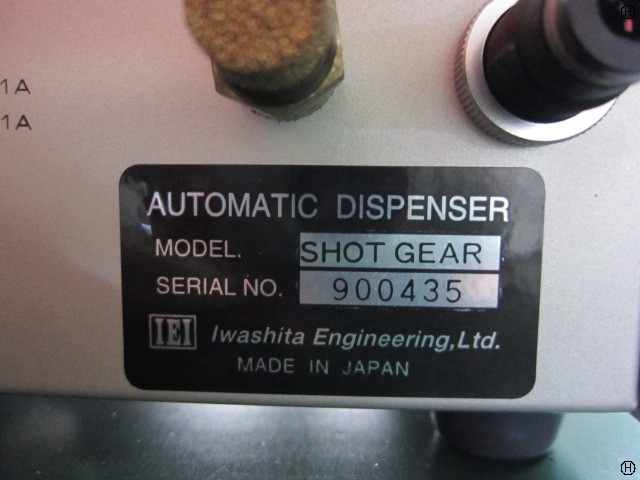 1A
1A
AUTOMATIC DISPENSER
MODEL. SHOT GEAR
SERIAL NO. 900435
IEI Iwashita Engineering,Ltd.
MADE IN JAPAN
H
H